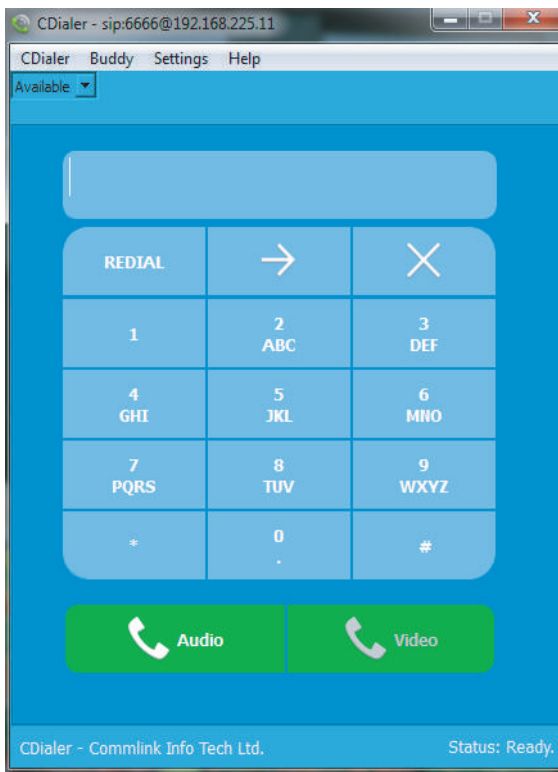 CDialer - sip:6666@192.168.225.11
CDialer Buddy Settings Help
Available
REDIAL
1
2
ABC
3
DEF
4
GHI
5
JKL
6
MNO
7
PQRS
8
TUV
9
WXYZ
*
0
.
#
Audio
Video
CDialer - Commlink Info Tech Ltd.
Status: Ready.